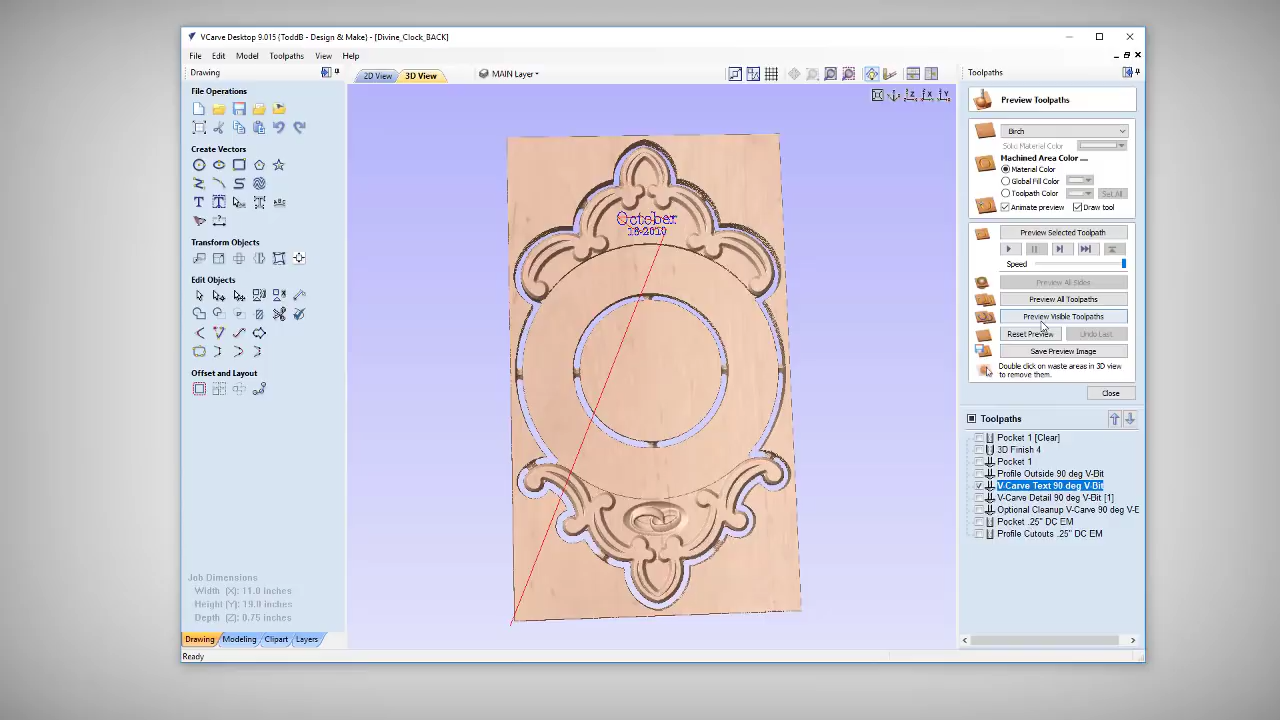 VCarve Desktop 9.015 {ToddB - Design & Make} - {Divine_Clock_BACK}
File Edit Model Toolpaths View Help
Drawing
2D View 3D View MAIN Layer
Toolpaths
File Operations
Create Vectors
Transform Objects
Edit Objects
Offset and Layout
Job Dimensions
Width (X): 11.0 inches
Height (Y): 19.0 inches
Depth (Z): 0.75 inches
Drawing Modeling Clipart Layers
Ready
October
18-2019
Preview Toolpaths
Birch
Solid Material Color
Machined Area Color ...
Material Color
Global Fill Color
Toolpath Color Set All
Animate preview Draw tool
Preview Selected Toolpath
Speed
Preview All Sides
Preview All Toolpaths
Preview Visible Toolpaths
Reset Preview Undo Last
Save Preview Image
Double click on waste areas in 3D view
to remove them.
Close
Toolpaths
Pocket 1 [Clear]
3D Finish 4
Pocket 1
Profile Outside 90 deg V-Bit
V-Carve Text 90 deg V-Bit
V-Carve Detail 90 deg V-Bit [1]
Optional Cleanup V-Carve 90 deg V-E
Pocket .25" DC EM
Profile Cutouts .25" DC EM